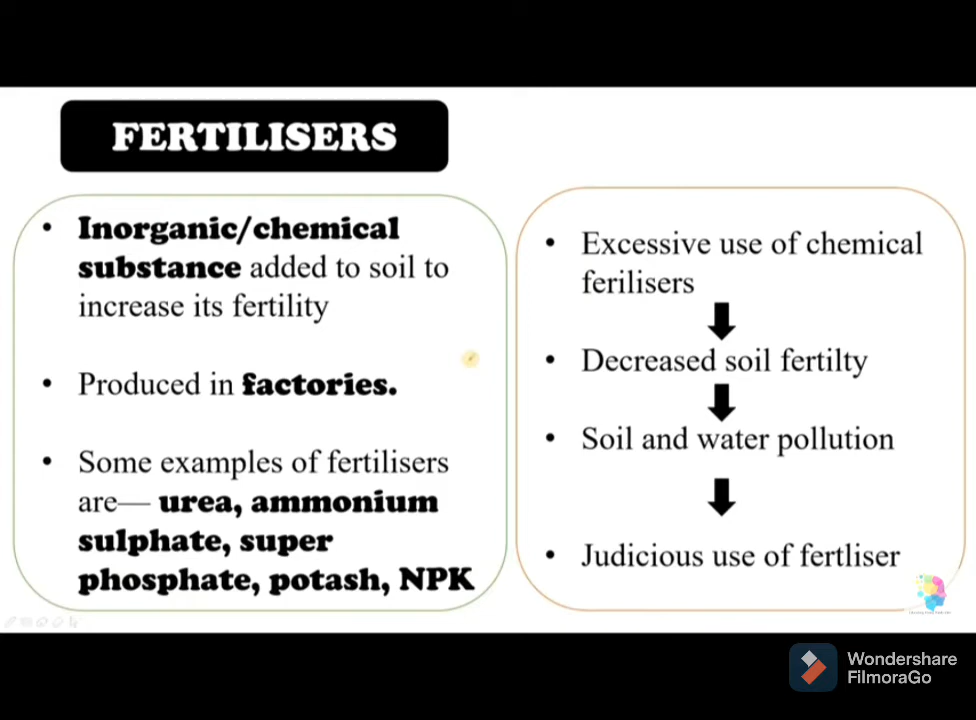 FERTILISERS
• Inorganic/chemical
substance added to soil to
increase its fertility
• Produced in factories.
• Some examples of fertilisers
are— urea, ammonium
sulphate, super
phosphate, potash, NPK
• Excessive use of chemical
ferilisers
• Decreased soil fertilty
• Soil and water pollution
• Judicious use of fertliser
Wondershare
FilmoraGo